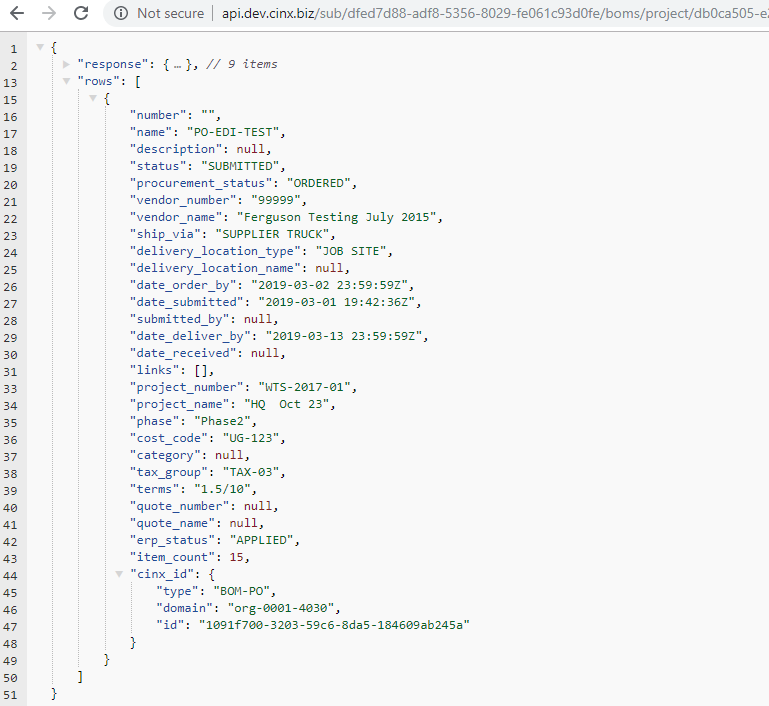 Not secure | api.dev.cinx.biz/sub/dfed7d88-adf8-5356-8029-fe061c93d0fe/boms/project/db0ca505-e
1 {
2 "response": { … }, // 9 items
13 "rows": [
15 {
16 "number": "",
17 "name": "PO-EDI-TEST",
18 "description": null,
19 "status": "SUBMITTED",
20 "procurement_status": "ORDERED",
21 "vendor_number": "99999",
22 "vendor_name": "Ferguson Testing July 2015",
23 "ship_via": "SUPPLIER TRUCK",
24 "delivery_location_type": "JOB SITE",
25 "delivery_location_name": null,
26 "date_order_by": "2019-03-02 23:59:59Z",
27 "date_submitted": "2019-03-01 19:42:36Z",
28 "submitted_by": null,
29 "date_deliver_by": "2019-03-13 23:59:59Z",
30 "date_received": null,
31 "links": [],
33 "project_number": "WTS-2017-01",
34 "project_name": "HQ  Oct 23",
35 "phase": "Phase2",
36 "cost_code": "UG-123",
37 "category": null,
38 "tax_group": "TAX-03",
39 "terms": "1.5/10",
40 "quote_number": null,
41 "quote_name": null,
42 "erp_status": "APPLIED",
43 "item_count": 15,
44 "cinx_id": {
45 "type": "BOM-PO",
46 "domain": "org-0001-4030",
47 "id": "1091f700-3203-59c6-8da5-184609ab245a"
48 }
49 }
50 ]
51 }